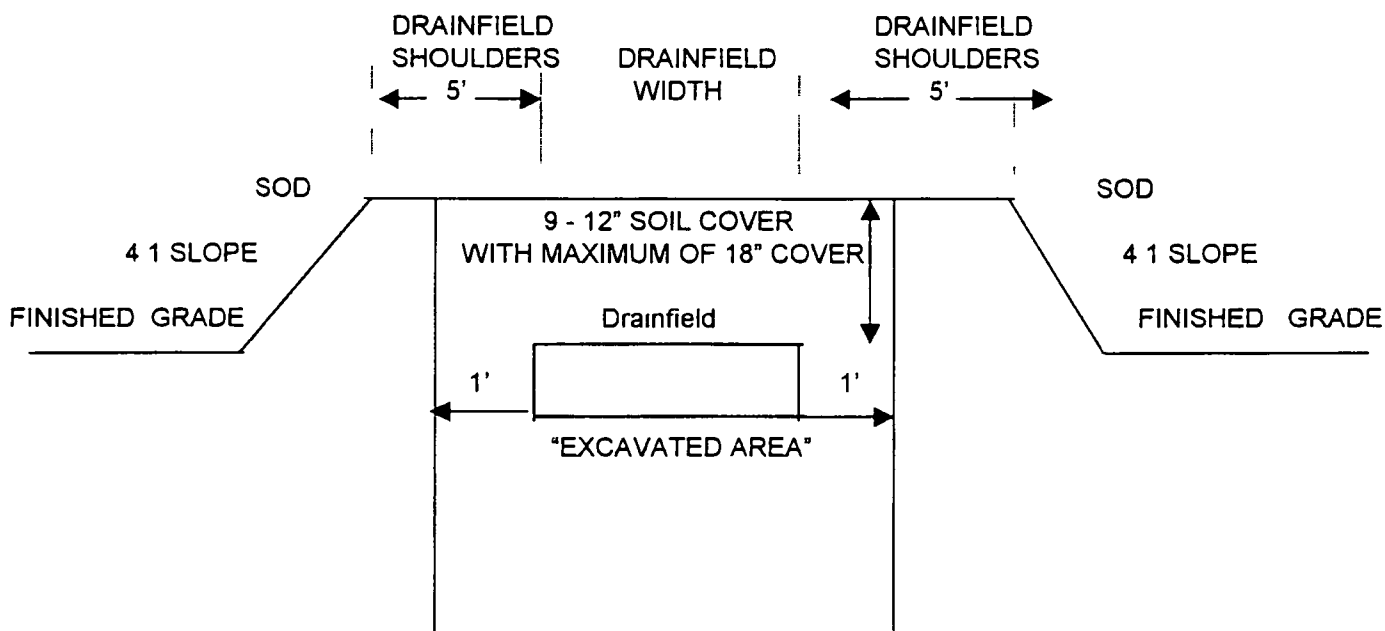 DRAINFIELD
SHOULDERS
5'
DRAINFIELD
WIDTH
DRAINFIELD
SHOULDERS
5'
SOD
SOD
9 - 12" SOIL COVER
WITH MAXIMUM OF 18" COVER
4 1 SLOPE
4 1 SLOPE
FINISHED GRADE
Drainfield
FINISHED GRADE
1'
1'
"EXCAVATED AREA"